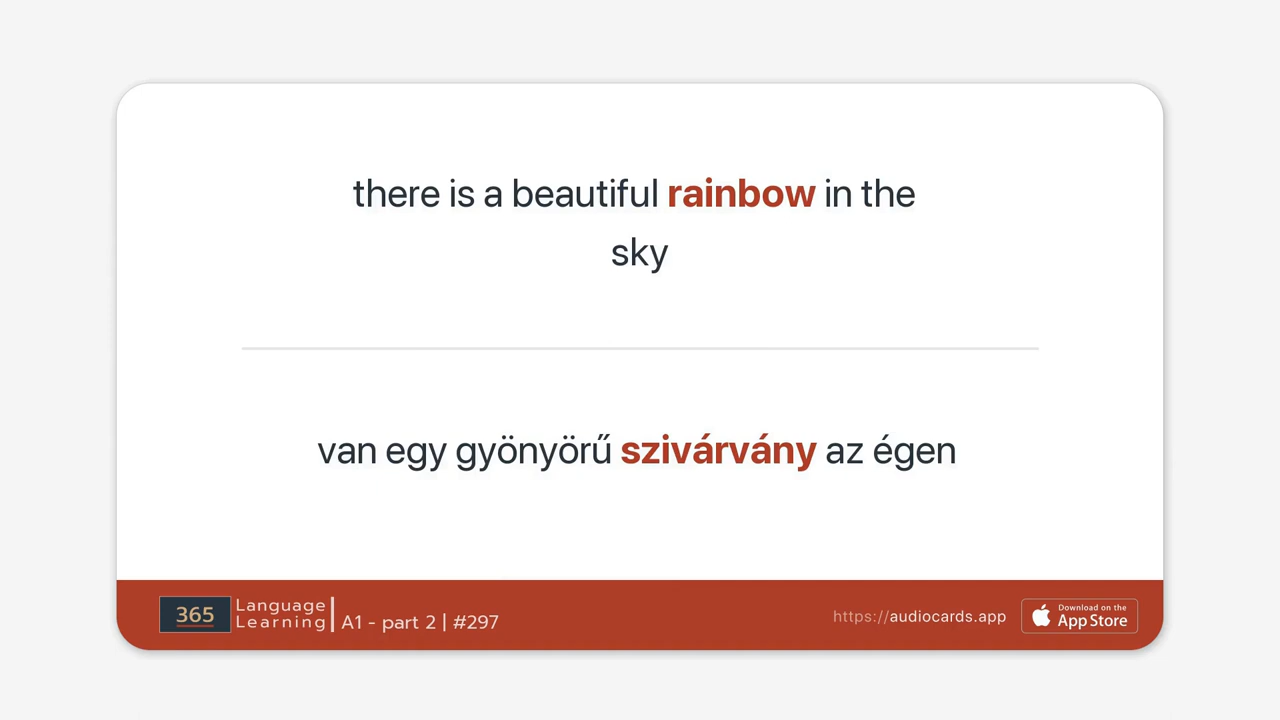 there is a beautiful rainbow in the
sky
van egy gyönyörű szivárvány az égen
365
Language
Learning
A1 - part 2 | #297
https://audiocards.app
Download on the
App Store